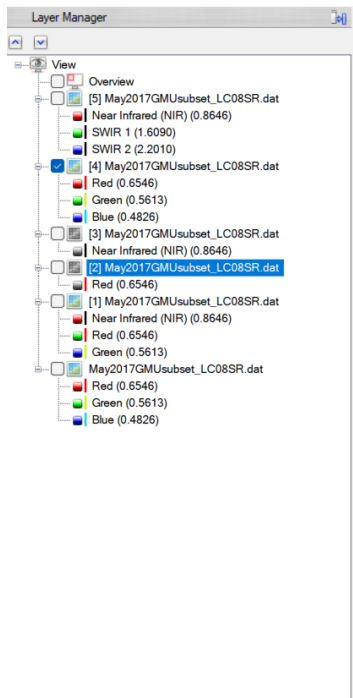 Layer Manager
View
Overview
[5] May2017GMUsubset_LC08SR.dat
Near Infrared (NIR) (0.8646)
SWIR 1 (1.6090)
SWIR 2 (2.2010)
[4] May2017GMUsubset_LC08SR.dat
Red (0.6546)
Green (0.5613)
Blue (0.4826)
[3] May2017GMUsubset_LC08SR.dat
Near Infrared (NIR) (0.8646)
[2] May2017GMUsubset_LC08SR.dat
Red (0.6546)
[1] May2017GMUsubset_LC08SR.dat
Near Infrared (NIR) (0.8646)
Red (0.6546)
Green (0.5613)
May2017GMUsubset_LC08SR.dat
Red (0.6546)
Green (0.5613)
Blue (0.4826)